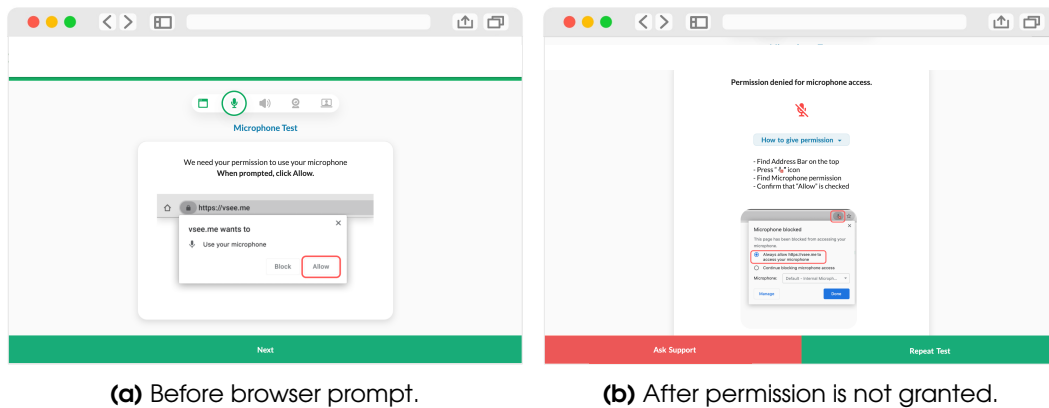 Microphone Test
We need your permission to use your microphone
When prompted, click Allow.
https://vsee.me
vsee.me wants to
Use your microphone
Block
Allow
Next
(a) Before browser prompt.
Permission denied for microphone access.
How to give permission
- Find Address Bar on the top
- Press " " icon
- Find Microphone permission
- Confirm that "Allow" is checked
Microphone blocked
This page has been blocked from accessing your
microphone.
Always allow https://vsee.me to
access your microphone
Continue blocking microphone access
Microphone: Default - Internal Microph...
Manage
Done
Ask Support
Repeat Test
(b) After permission is not granted.